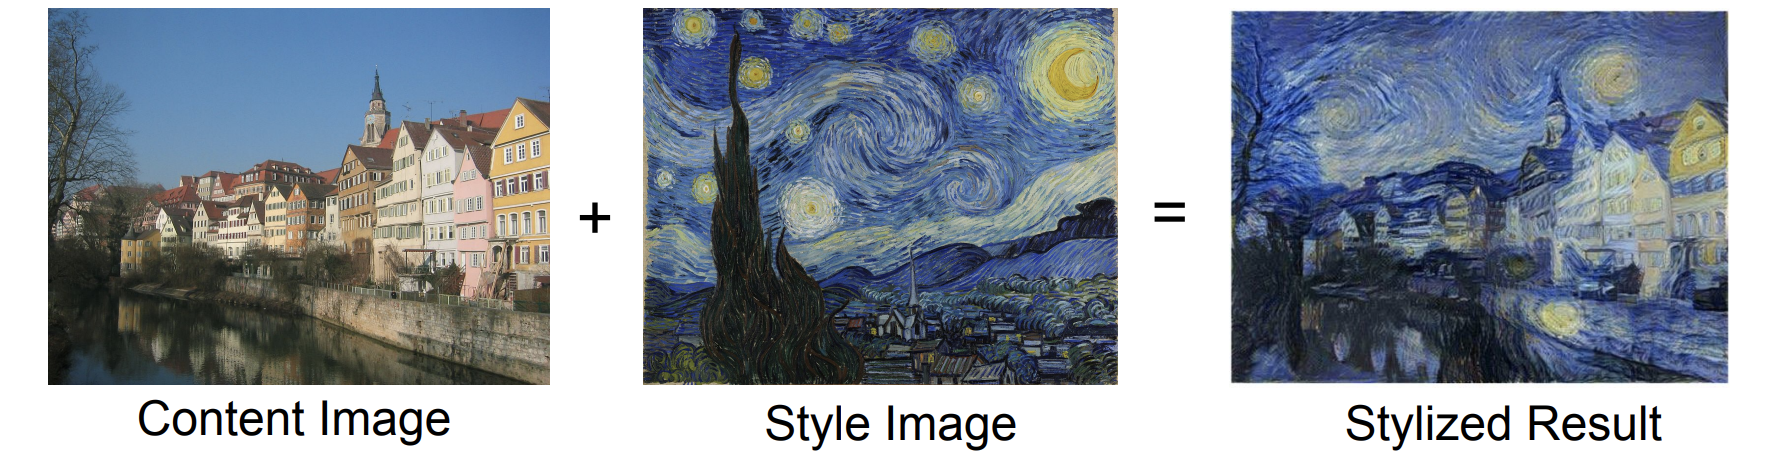 +
=
Content Image
Style Image
Stylized Result